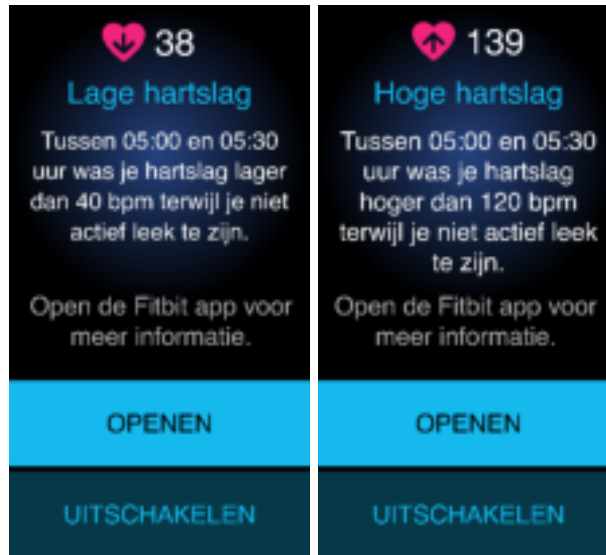 38
Lage hartslag
Tussen 05:00 en 05:30
uur was je hartslag lager
dan 40 bpm terwijl je niet
actief leek te zijn.
Open de Fitbit app voor
meer informatie.
OPENEN
UITSCHAKELEN
139
Hoge hartslag
Tussen 05:00 en 05:30
uur was je hartslag
hoger dan 120 bpm
terwijl je niet actief leek
te zijn.
Open de Fitbit app voor
meer informatie.
OPENEN
UITSCHAKELEN